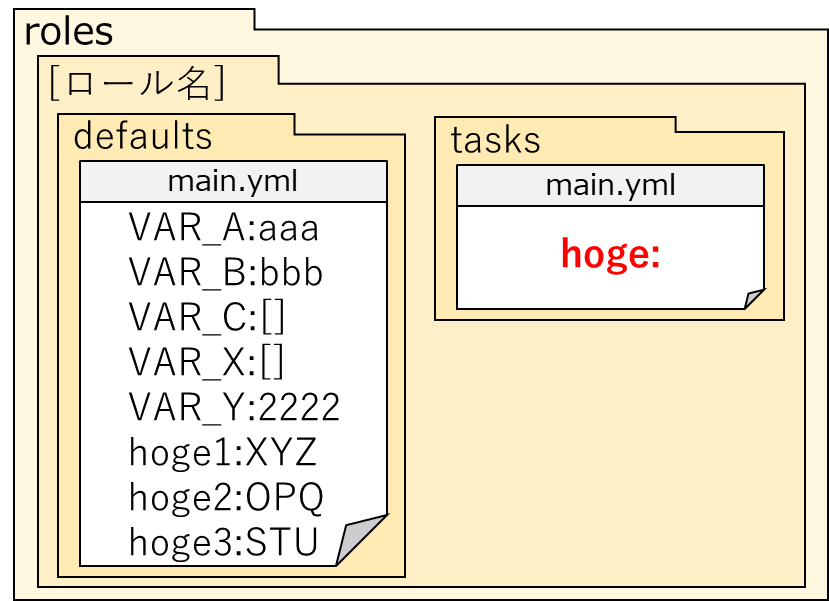 roles
[ロール名]
defaults
main.yml
VAR_A:aaa
VAR_B:bbb
VAR_C:[]
VAR_X:[]
VAR_Y:2222
hoge1:XYZ
hoge2:OPQ
hoge3:STU
tasks
main.yml
hoge: